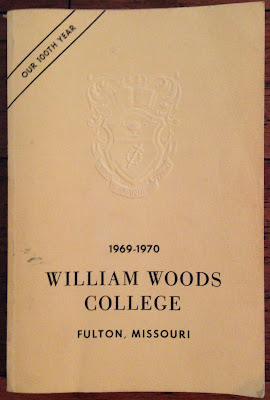 OUR 100TH YEAR
1969-1970
WILLIAM WOODS
COLLEGE
FULTON, MISSOURI